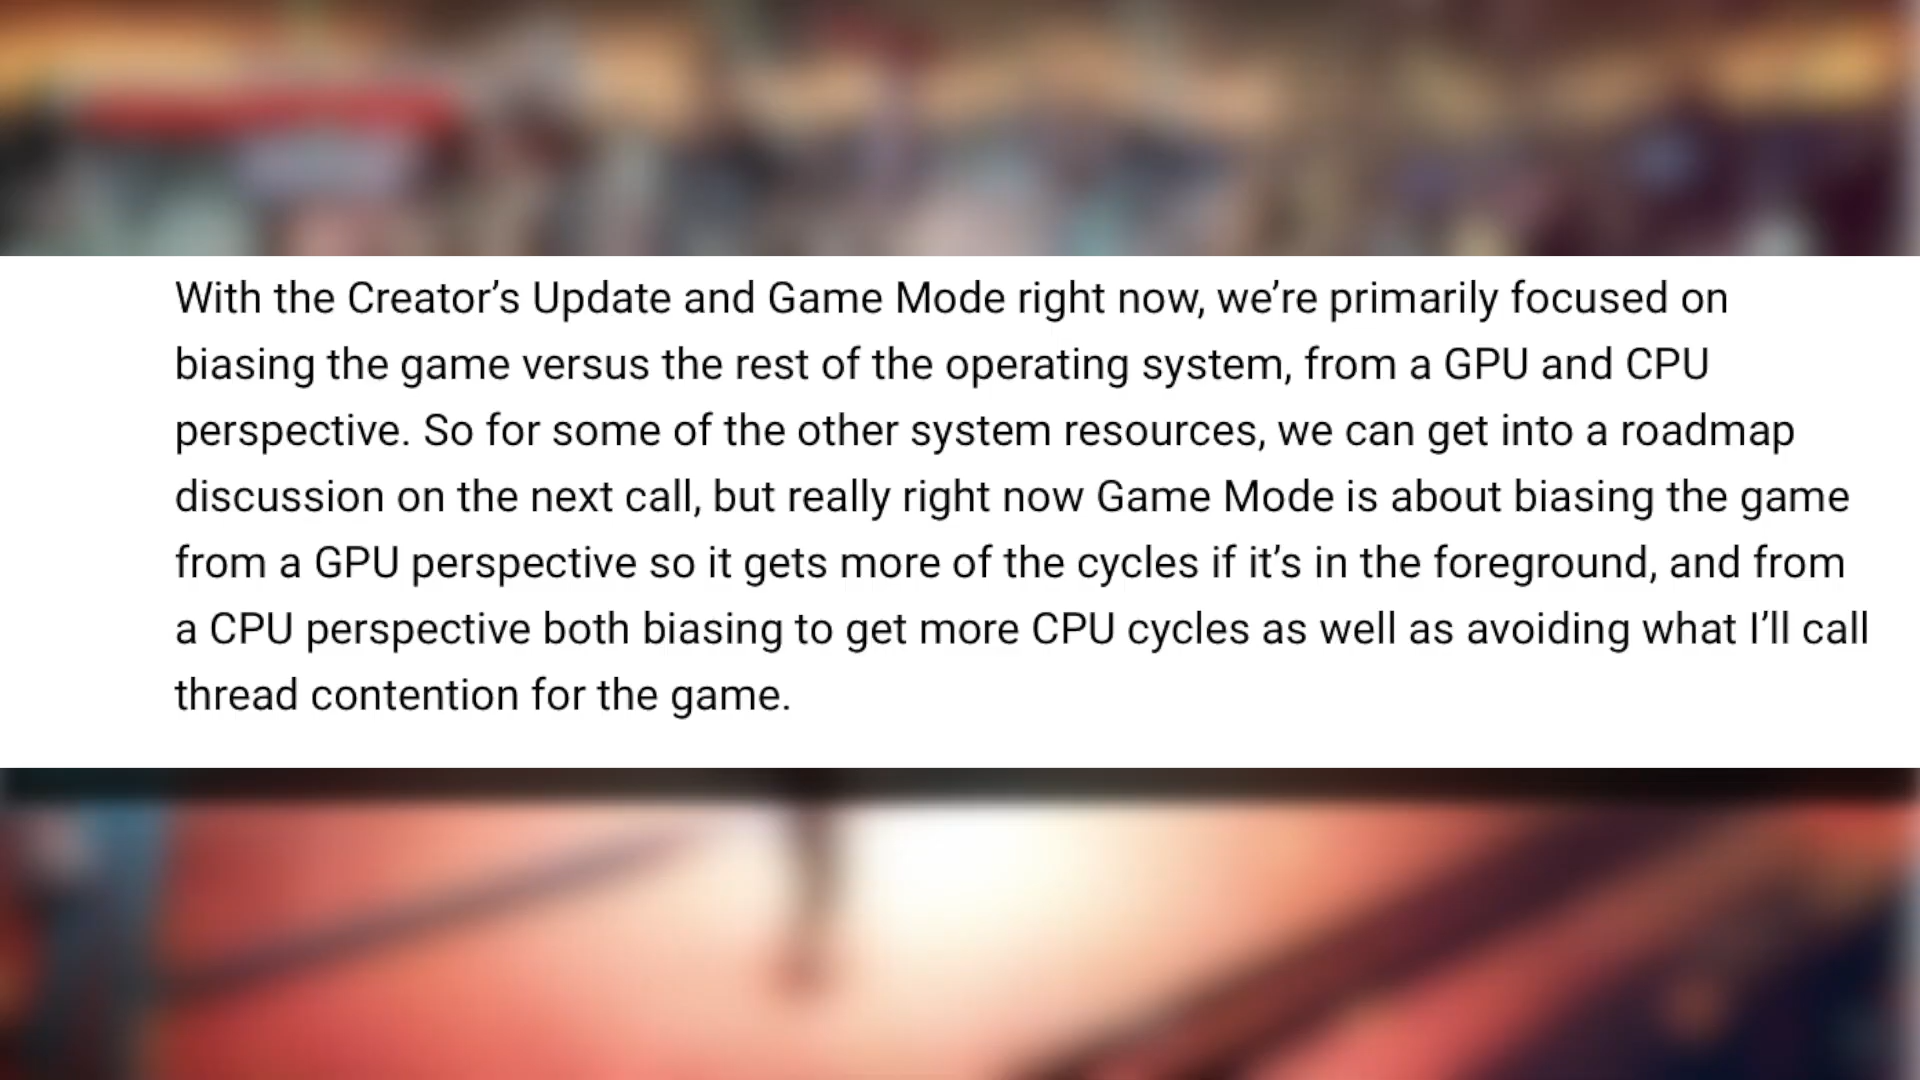 With the Creator’s Update and Game Mode right now, we’re primarily focused on
biasing the game versus the rest of the operating system, from a GPU and CPU
perspective. So for some of the other system resources, we can get into a roadmap
discussion on the next call, but really right now Game Mode is about biasing the game
from a GPU perspective so it gets more of the cycles if it’s in the foreground, and from
a CPU perspective both biasing to get more CPU cycles as well as avoiding what I’ll call
thread contention for the game.